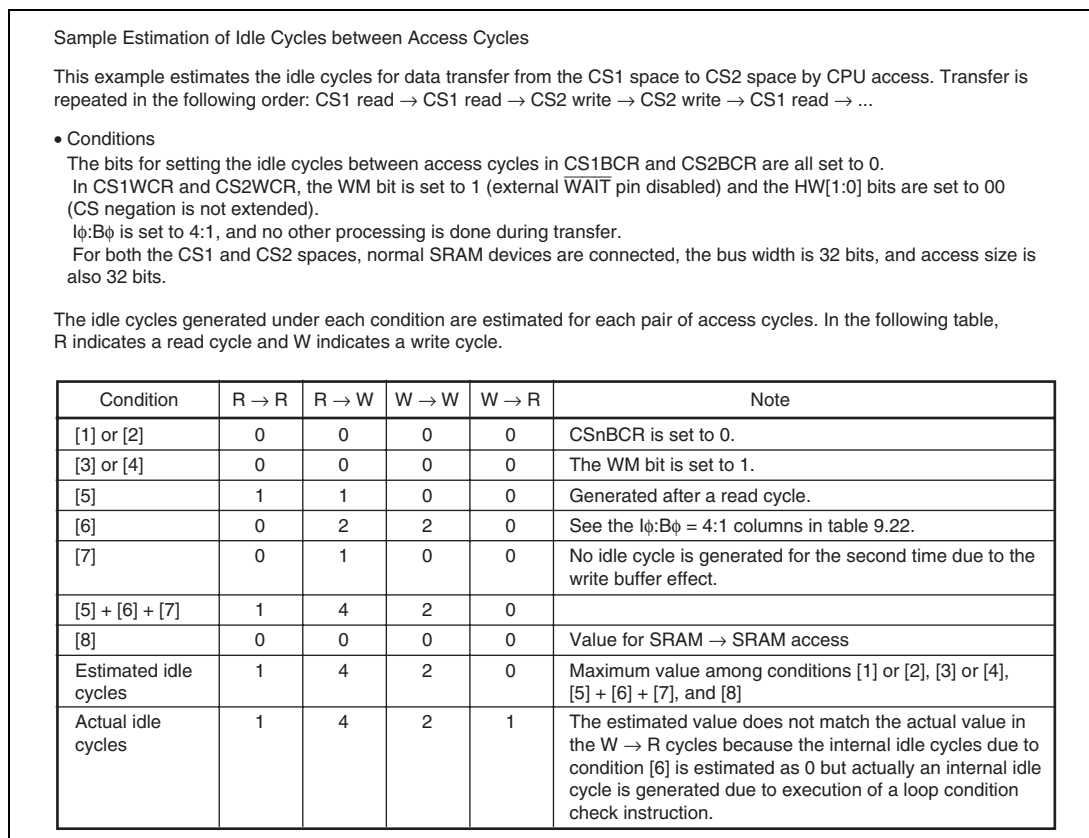 Sample Estimation of Idle Cycles between Access Cycles
This example estimates the idle cycles for data transfer from the CS1 space to CS2 space by CPU access. Transfer is
repeated in the following order: CS1 read → CS1 read → CS2 write → CS2 write → CS1 read → ...
• Conditions
The bits for setting the idle cycles between access cycles in CS1BCR and CS2BCR are all set to 0.
In CS1WCR and CS2WCR, the WM bit is set to 1 (external WAIT pin disabled) and the HW[1:0] bits are set to 00
(CS negation is not extended).
Iϕ:Bϕ is set to 4:1, and no other processing is done during transfer.
For both the CS1 and CS2 spaces, normal SRAM devices are connected, the bus width is 32 bits, and access size is
also 32 bits.
The idle cycles generated under each condition are estimated for each pair of access cycles. In the following table,
R indicates a read cycle and W indicates a write cycle.
Condition R → R R → W W → W W → R Note
[1] or [2] 0 0 0 0 CSnBCR is set to 0.
[3] or [4] 0 0 0 0 The WM bit is set to 1.
[5] 1 1 0 0 Generated after a read cycle.
[6] 0 2 2 0 See the Iϕ:Bϕ = 4:1 columns in table 9.22.
[7] 0 1 0 0 No idle cycle is generated for the second time due to the
write buffer effect.
[5] + [6] + [7] 1 4 2 0
[8] 0 0 0 0 Value for SRAM → SRAM access
Estimated idle 1 4 2 0 Maximum value among conditions [1] or [2], [3] or [4],
cycles [5] + [6] + [7], and [8]
Actual idle 1 4 2 1 The estimated value does not match the actual value in
cycles the W → R cycles because the internal idle cycles due to
condition [6] is estimated as 0 but actually an internal idle
cycle is generated due to execution of a loop condition
check instruction.